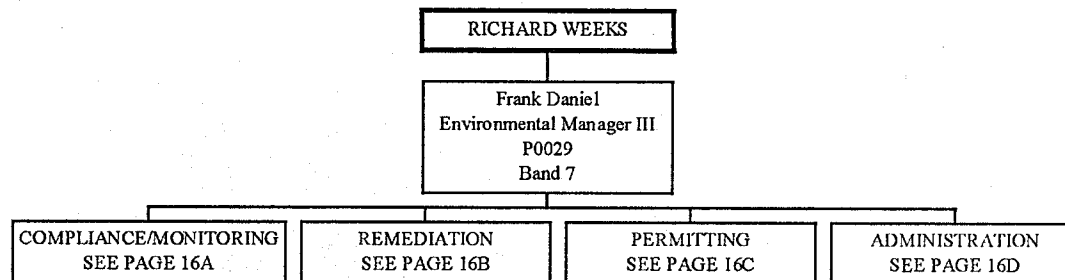 RICHARD WEEKS
Frank Daniel
Environmental Manager III
P0029
Band 7
COMPLIANCE/MONITORING
SEE PAGE 16A
REMEDIATION
SEE PAGE 16B
PERMITTING
SEE PAGE 16C
ADMINISTRATION
SEE PAGE 16D